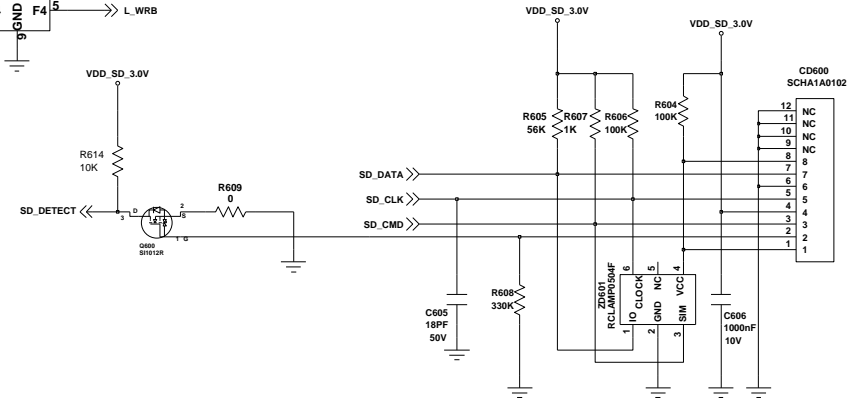 GND
9
F4
5
L_WRB
VDD_SD_3.0V
R614
10K
SD_DETECT
D
3
2
S
1
G
Q600
SI1012R
R609
0
VDD_SD_3.0V
VDD_SD_3.0V
R605
56K
R607
1K
R606
100K
R604
100K
SD_DATA
SD_CLK
SD_CMD
C605
18PF
50V
R608
330K
ZD601
RCLAMP0504F
6
5
4
CLOCK
NC
VCC
IO
GND
SIM
1
2
3
C606
1000nF
10V
CD600
SCHA1A0102
12 NC
11 NC
10 NC
9 NC
8 8
7 7
6 6
5 5
4 4
3 3
2 2
1 1